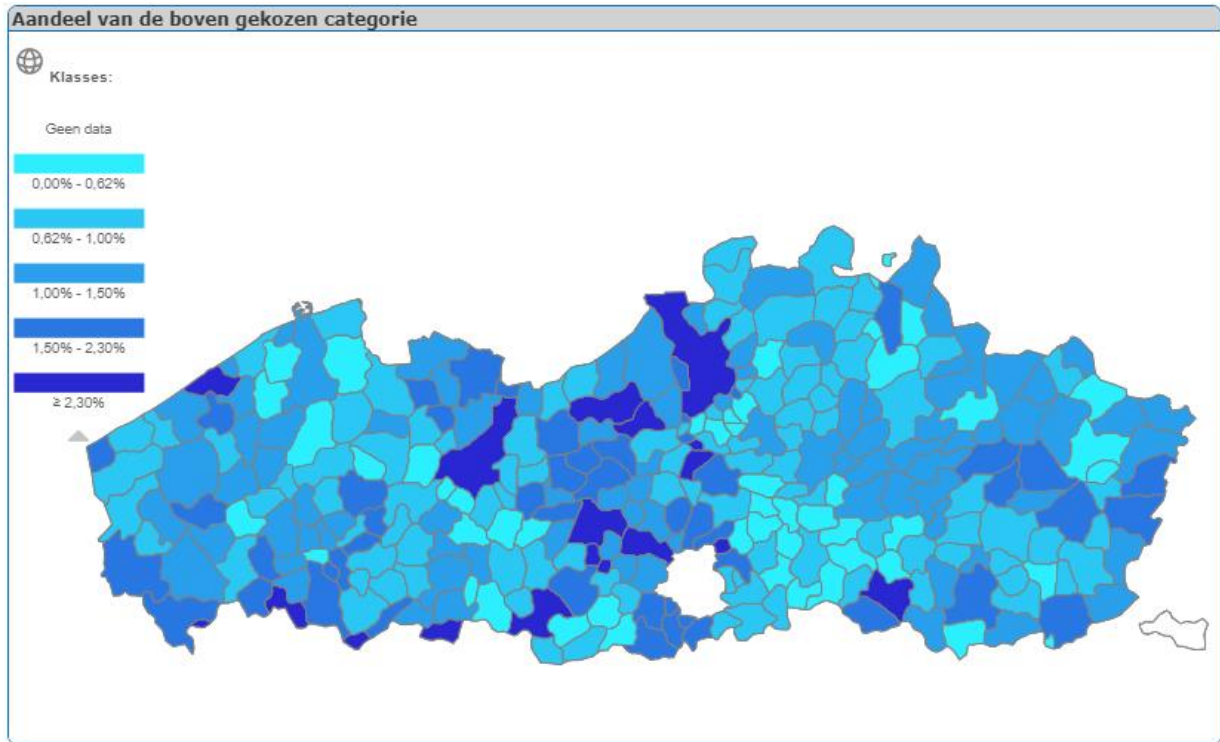 Aandeel van de boven gekozen categorie
Klasses:
Geen data
0,00% - 0,62%
0,62% - 1,00%
1,00% - 1,50%
1,50% - 2,30%
≥ 2,30%